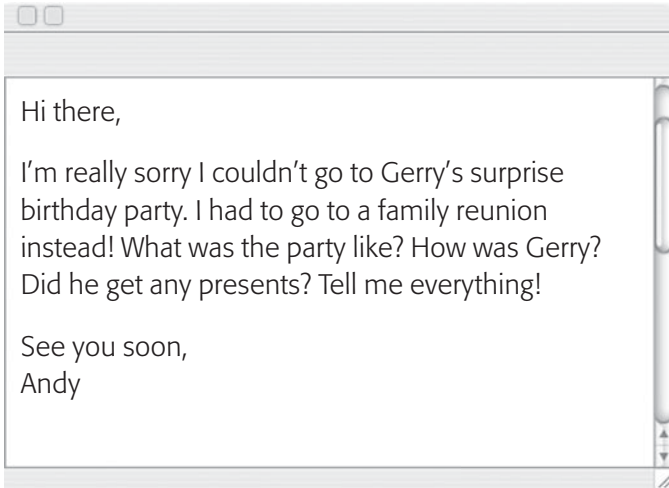 Hi there,
I’m really sorry I couldn’t go to Gerry’s surprise
birthday party. I had to go to a family reunion
instead! What was the party like? How was Gerry?
Did he get any presents? Tell me everything!
See you soon,
Andy